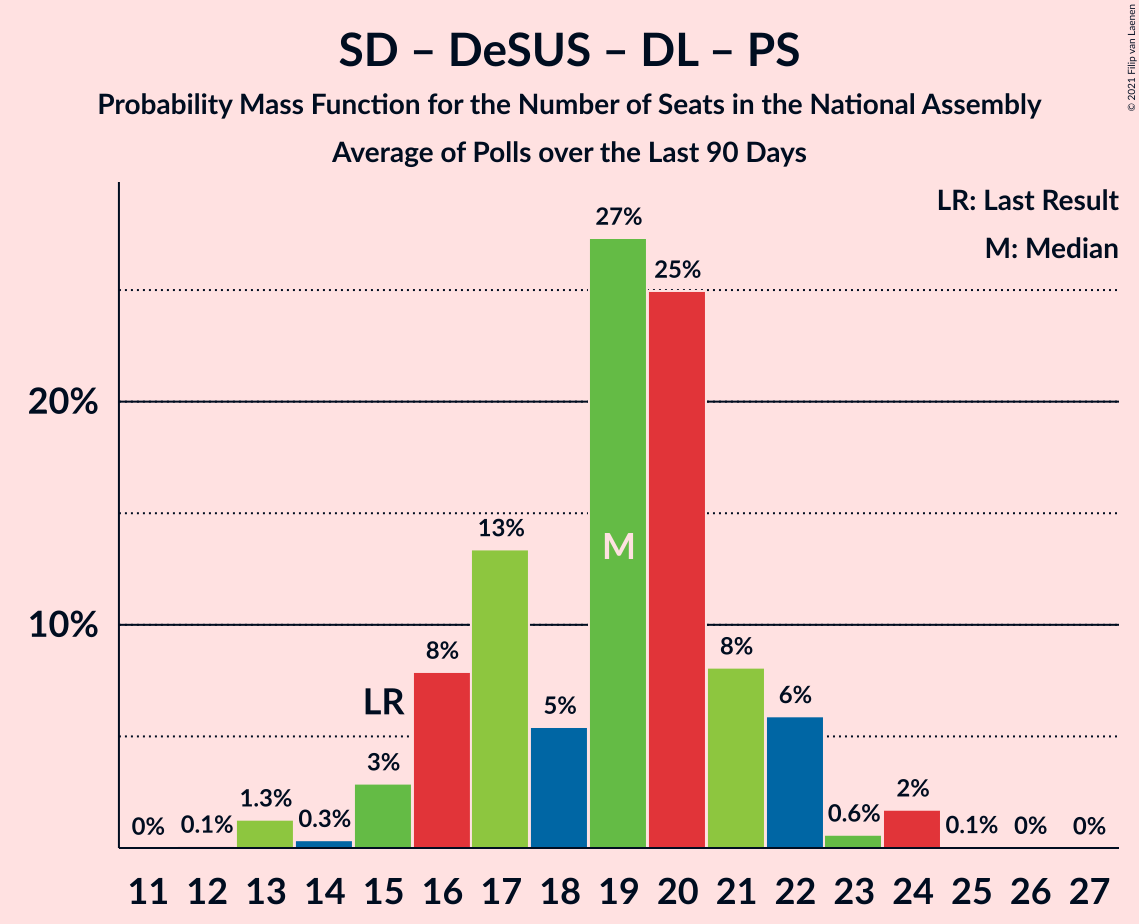 SD – DeSUS – DL – PS
Probability Mass Function for the Number of Seats in the National Assembly
Average of Polls over the Last 90 Days
© 2021 Filip van Laenen
LR: Last Result
M: Median
27%
25%
20%
13%
M
10%
8%
8%
LR
5%
6%
3%
2%
0%
0.1%
1.3%
0.3%
0.6%
0.1%
0%
0%
11 12 13 14 15 16 17 18 19 20 21 22 23 24 25 26 27